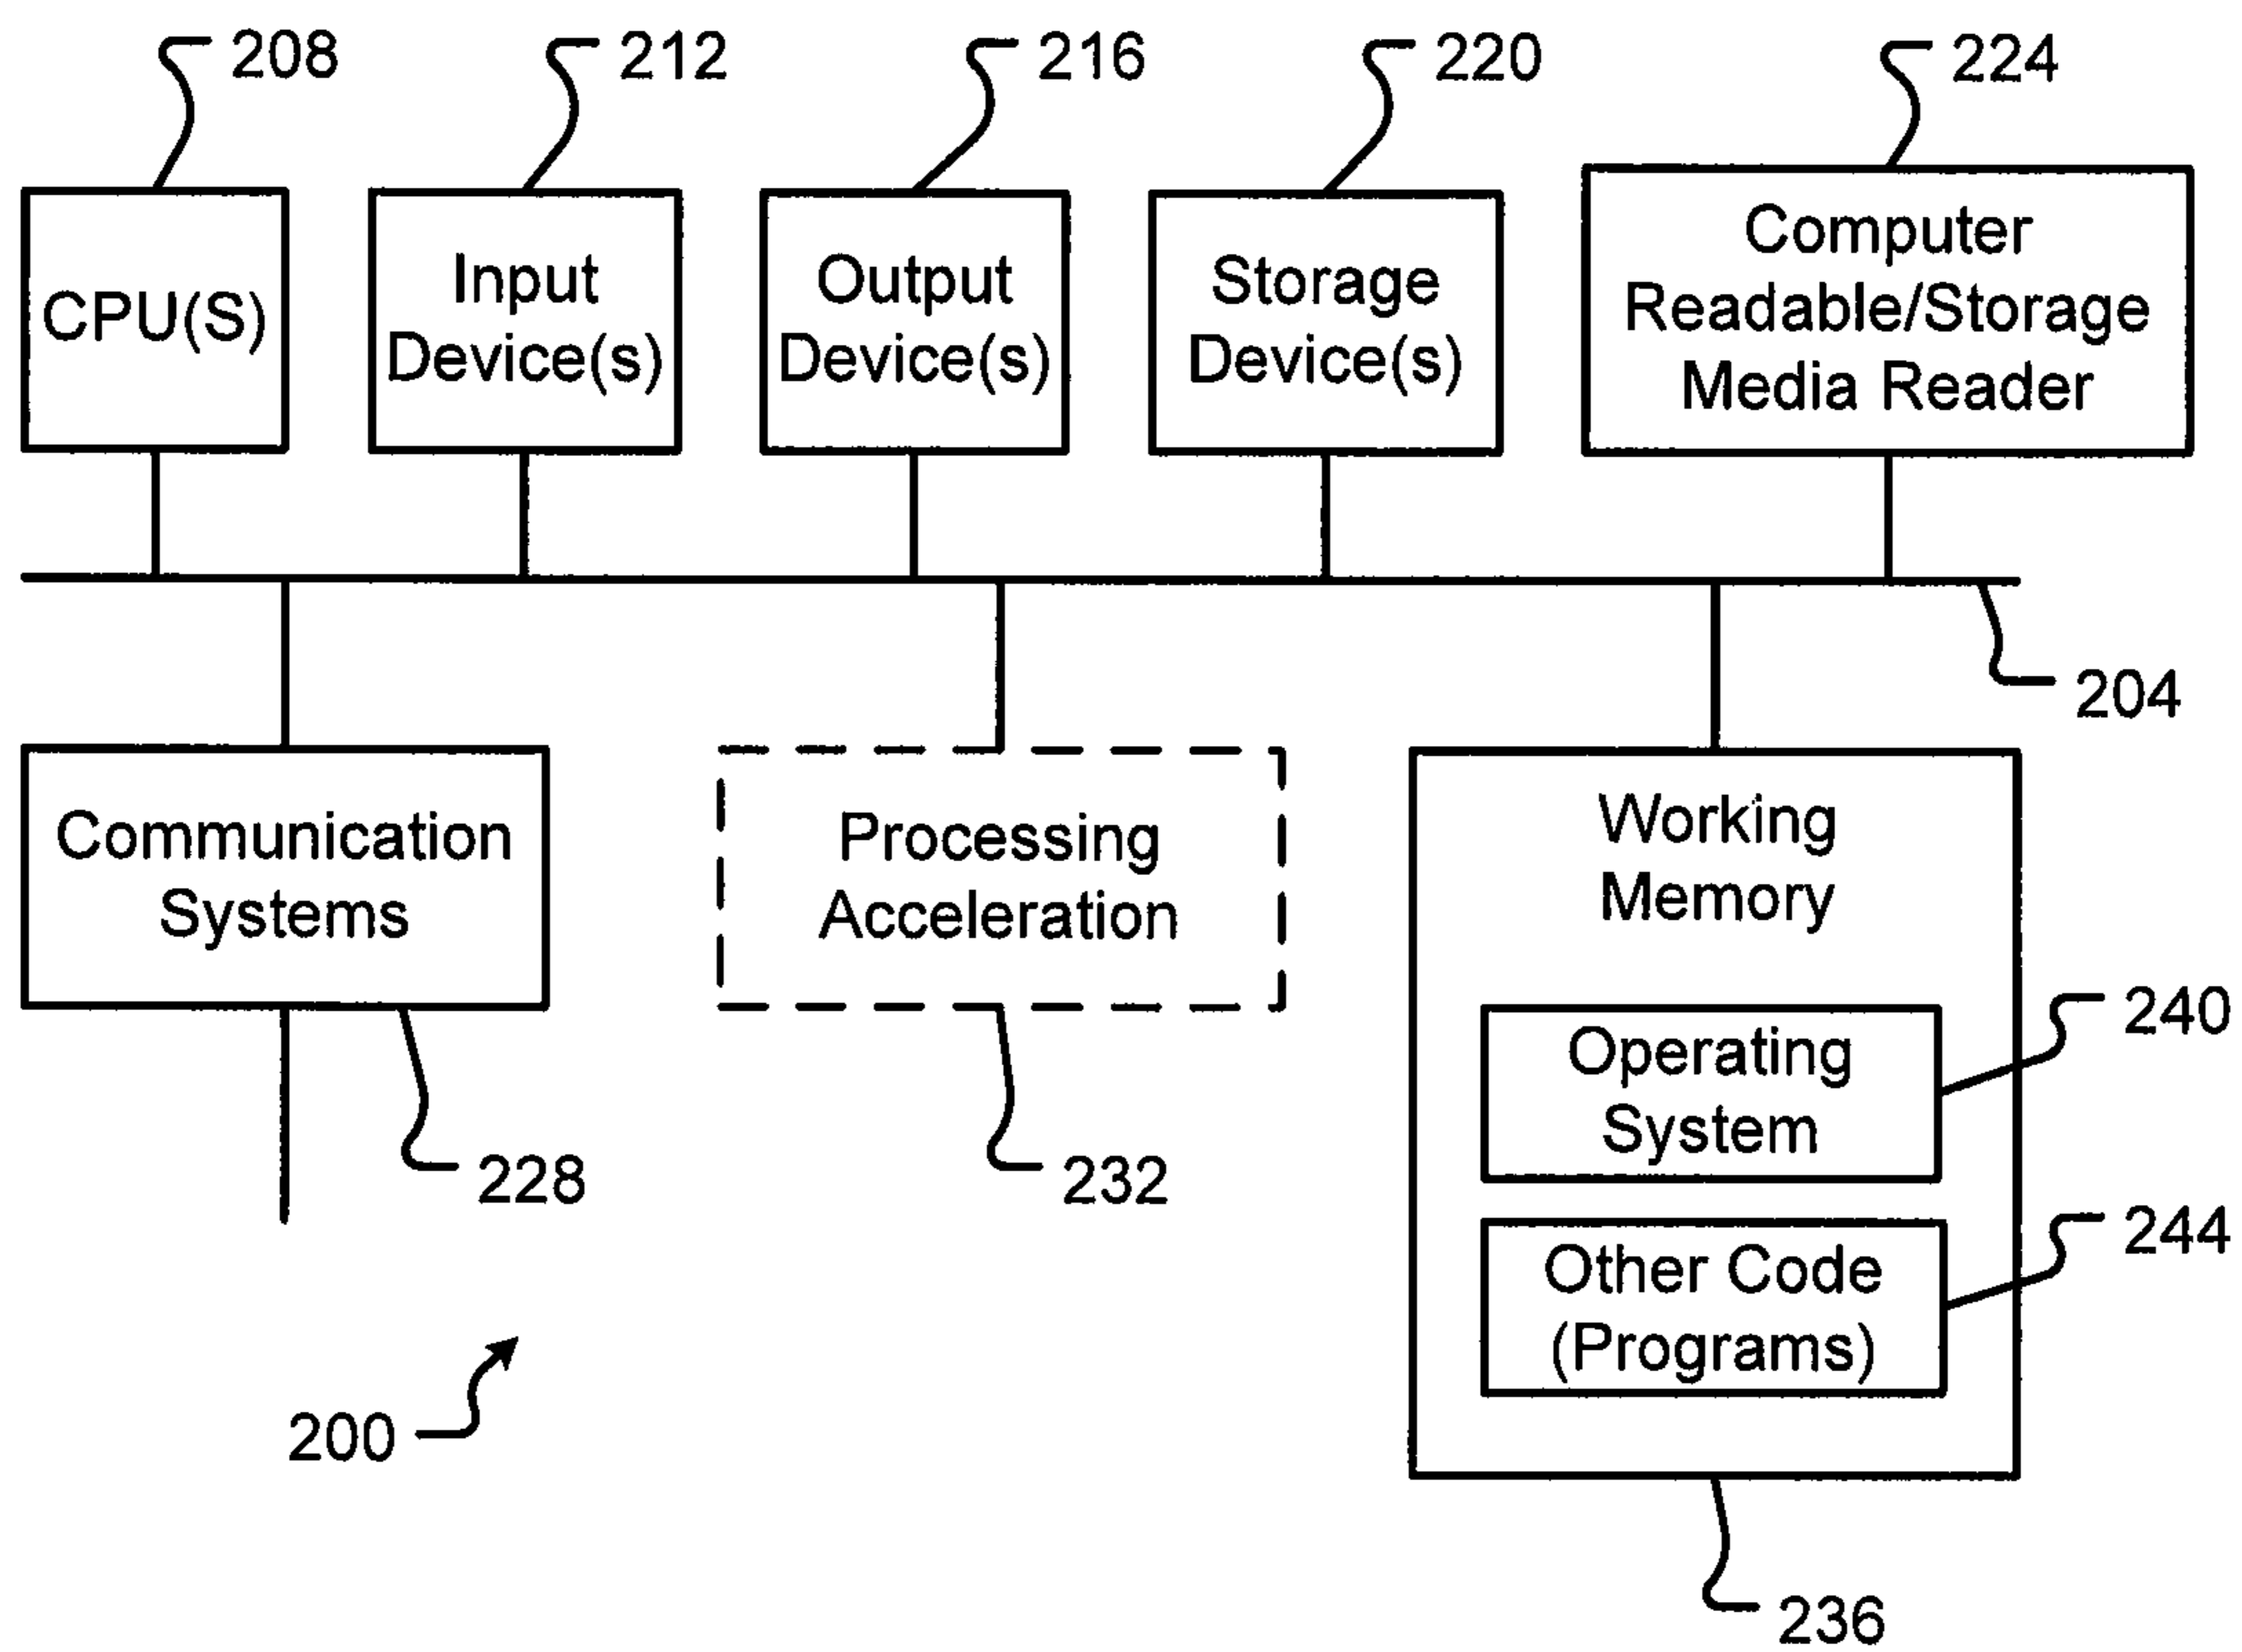 208
212
216
220
224
CPU(S)
Input
Device(s)
Output
Device(s)
Storage
Device(s)
Computer
Readable/Storage
Media Reader
204
Communication
Systems
228
Processing
Acceleration
232
Working
Memory
Operating
System
240
Other Code
(Programs)
244
236
200